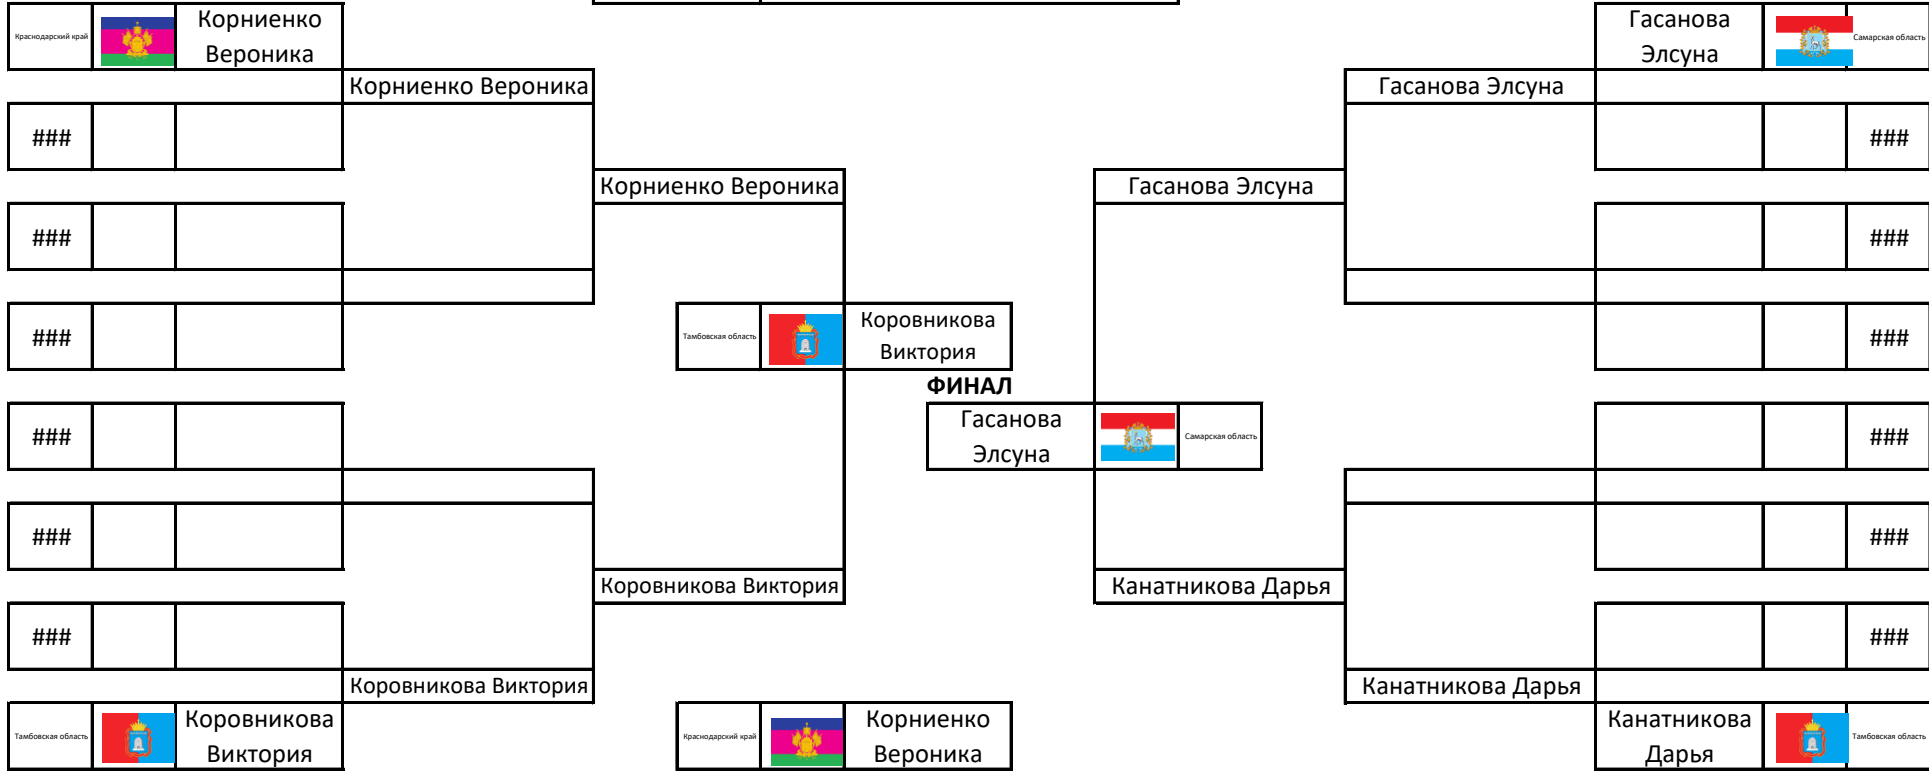 Краснодарский край
Корниенко
Вероника
Гасанова
Элсуна
Самарская область
Корниенко Вероника
Гасанова Элсуна
###
###
Корниенко Вероника
Гасанова Элсуна
###
###
###
Тамбовская область
Коровникова
Виктория
###
ФИНАЛ
###
Гасанова
Элсуна
Самарская область
###
###
###
Коровникова Виктория
Канатникова Дарья
###
###
Коровникова Виктория
Канатникова Дарья
Тамбовская область
Коровникова
Виктория
Краснодарский край
Корниенко
Вероника
Канатникова
Дарья
Тамбовская область